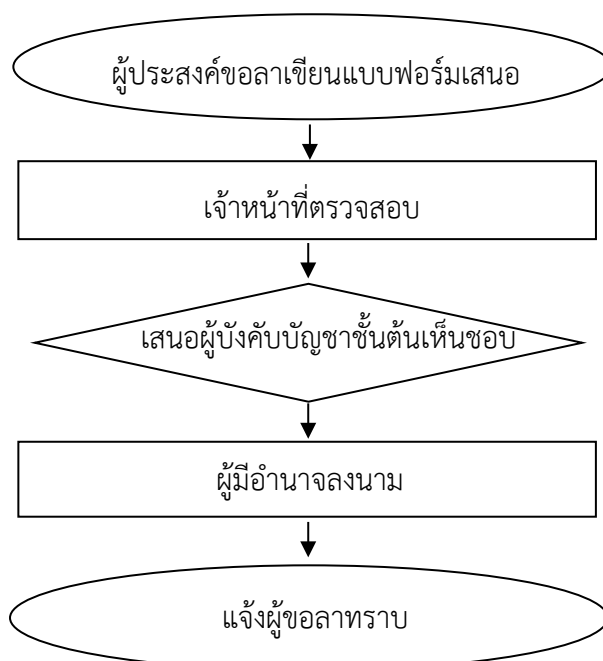 ผู้ประสงค์ขอลาเขียนแบบฟอร์มเสนอ
เจ้าหน้าที่ตรวจสอบ
เสนอผู้บังคับบัญชาชั้นต้นเห็นชอบ
ผู้มีอำนาจลงนาม
แจ้งผู้ขอลาทราบ